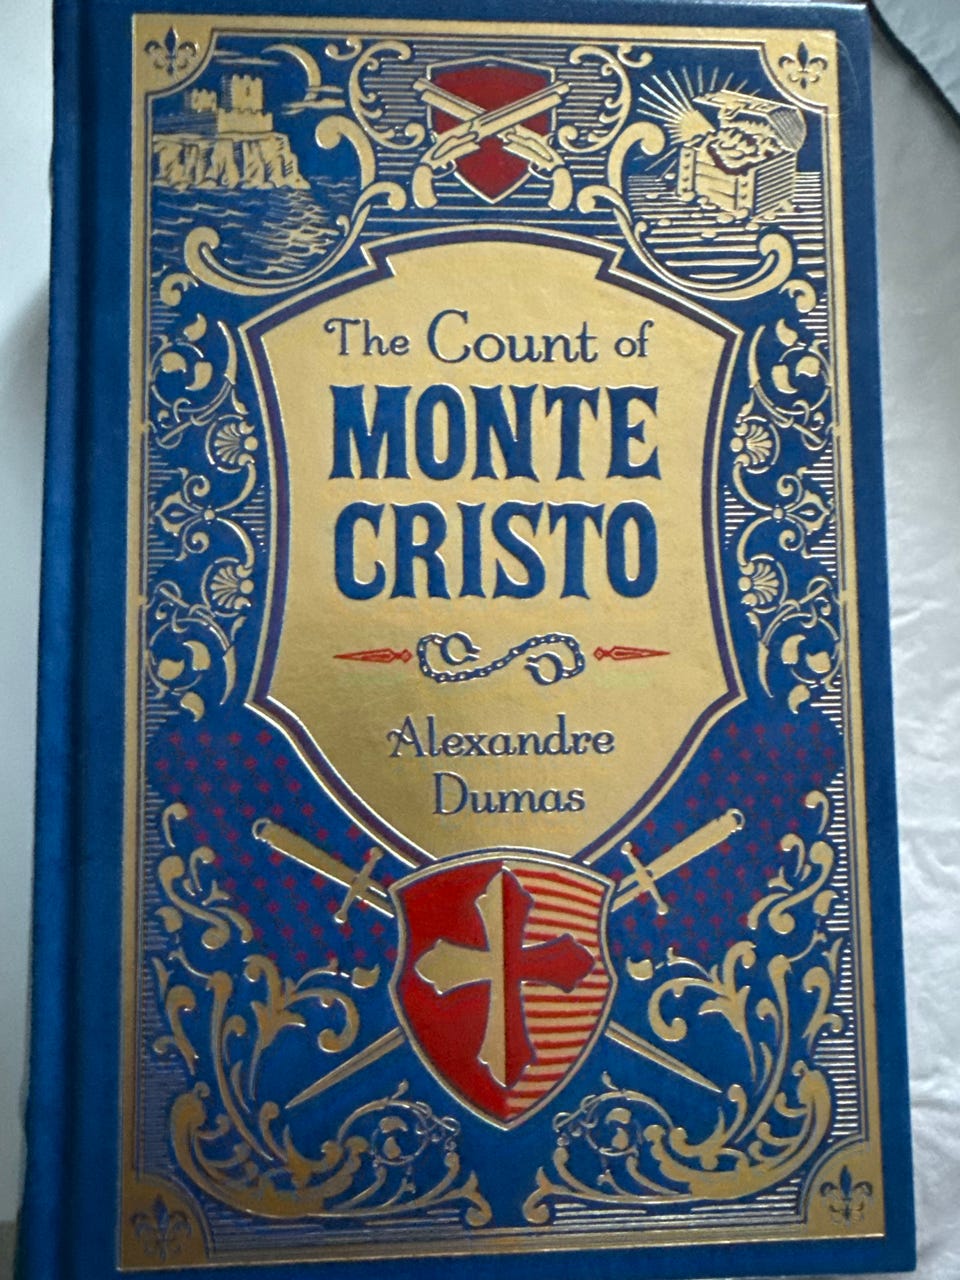 The Count of
MONTE
CRISTO
Alexandre
Dumas